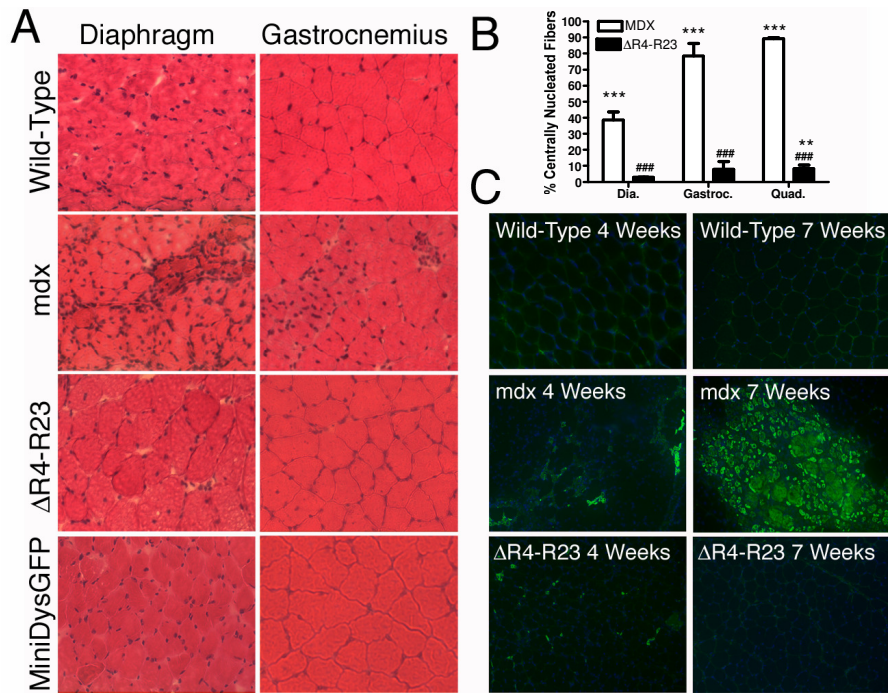 A
Diaphragm Gastrocnemius
Wild-Type
mdx
ΔR4-R23
MiniDysGFP
B
% Centrally Nucleated Fibers
100
90
80
70
60
50
40
30
20
10
0
MDX
ΔR4-R23
***
###
***
###
***
**
###
Dia. Gastroc. Quad.
C
Wild-Type 4 Weeks
Wild-Type 7 Weeks
mdx 4 Weeks
mdx 7 Weeks
ΔR4-R23 4 Weeks
ΔR4-R23 7 Weeks